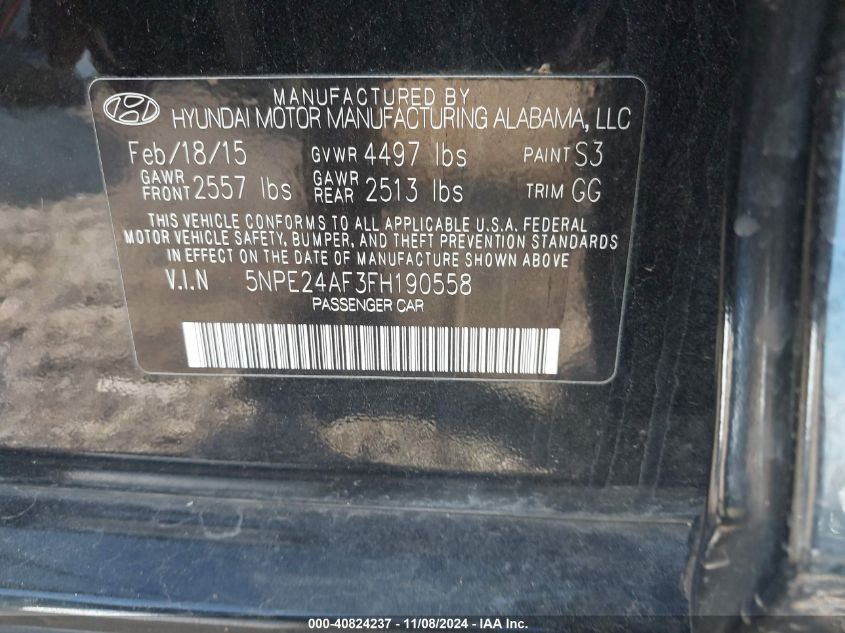 MANUFACTURED BY
HYUNDAI MOTOR MANUFACTURING ALABAMA, LLC
Feb/18/15 GVWR 4497 lbs PAINT S3
GAWR FRONT 2557 lbs GAWR REAR 2513 lbs TRIM GG
THIS VEHICLE CONFORMS TO ALL APPLICABLE U.S.A. FEDERAL
MOTOR VEHICLE SAFETY, BUMPER, AND THEFT PREVENTION STANDARDS
IN EFFECT ON THE DATE OF MANUFACTURE SHOWN ABOVE
V.I.N 5NPE24AF3FH190558
PASSENGER CAR
000-40824237 - 11/08/2024 - IAA Inc.